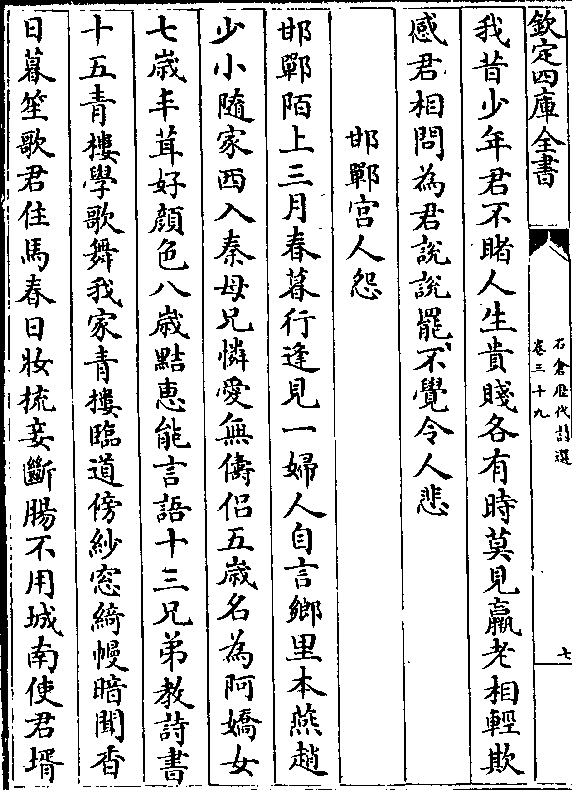 欽定四庫全書
石倉歷代詩選
卷三十九
七
我昔少年君不睹人生貴賤各有時莫見羸老相輕欺
感君相問為君說說罷不覺令人悲
邯鄲宮人怨
邯鄲陌上三月春暮行逢見一婦人自言鄉里本燕趙
少小隨家西入秦母兄憐愛無儔侣五歳名為阿嬌女
七歳丰茸好顔色八歳點惠能言語十三兄弟教詩書
十五青樓學歌舞我家青樓臨道傍紗窓綺幔暗聞香
日暮笙歌君住馬春日妝梳妾斷腸不用城南使君壻